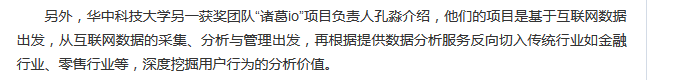 另外，华中科技大学另一获奖团队“诸葛io”项目负责人孔淼介绍，他们的项目是基于互联网数据
出发，从互联网数据的采集、分析与管理出发，再根据提供数据分析服务反向切入传统行业如金融
行业、零售行业等，深度挖掘用户行为的分析价值。